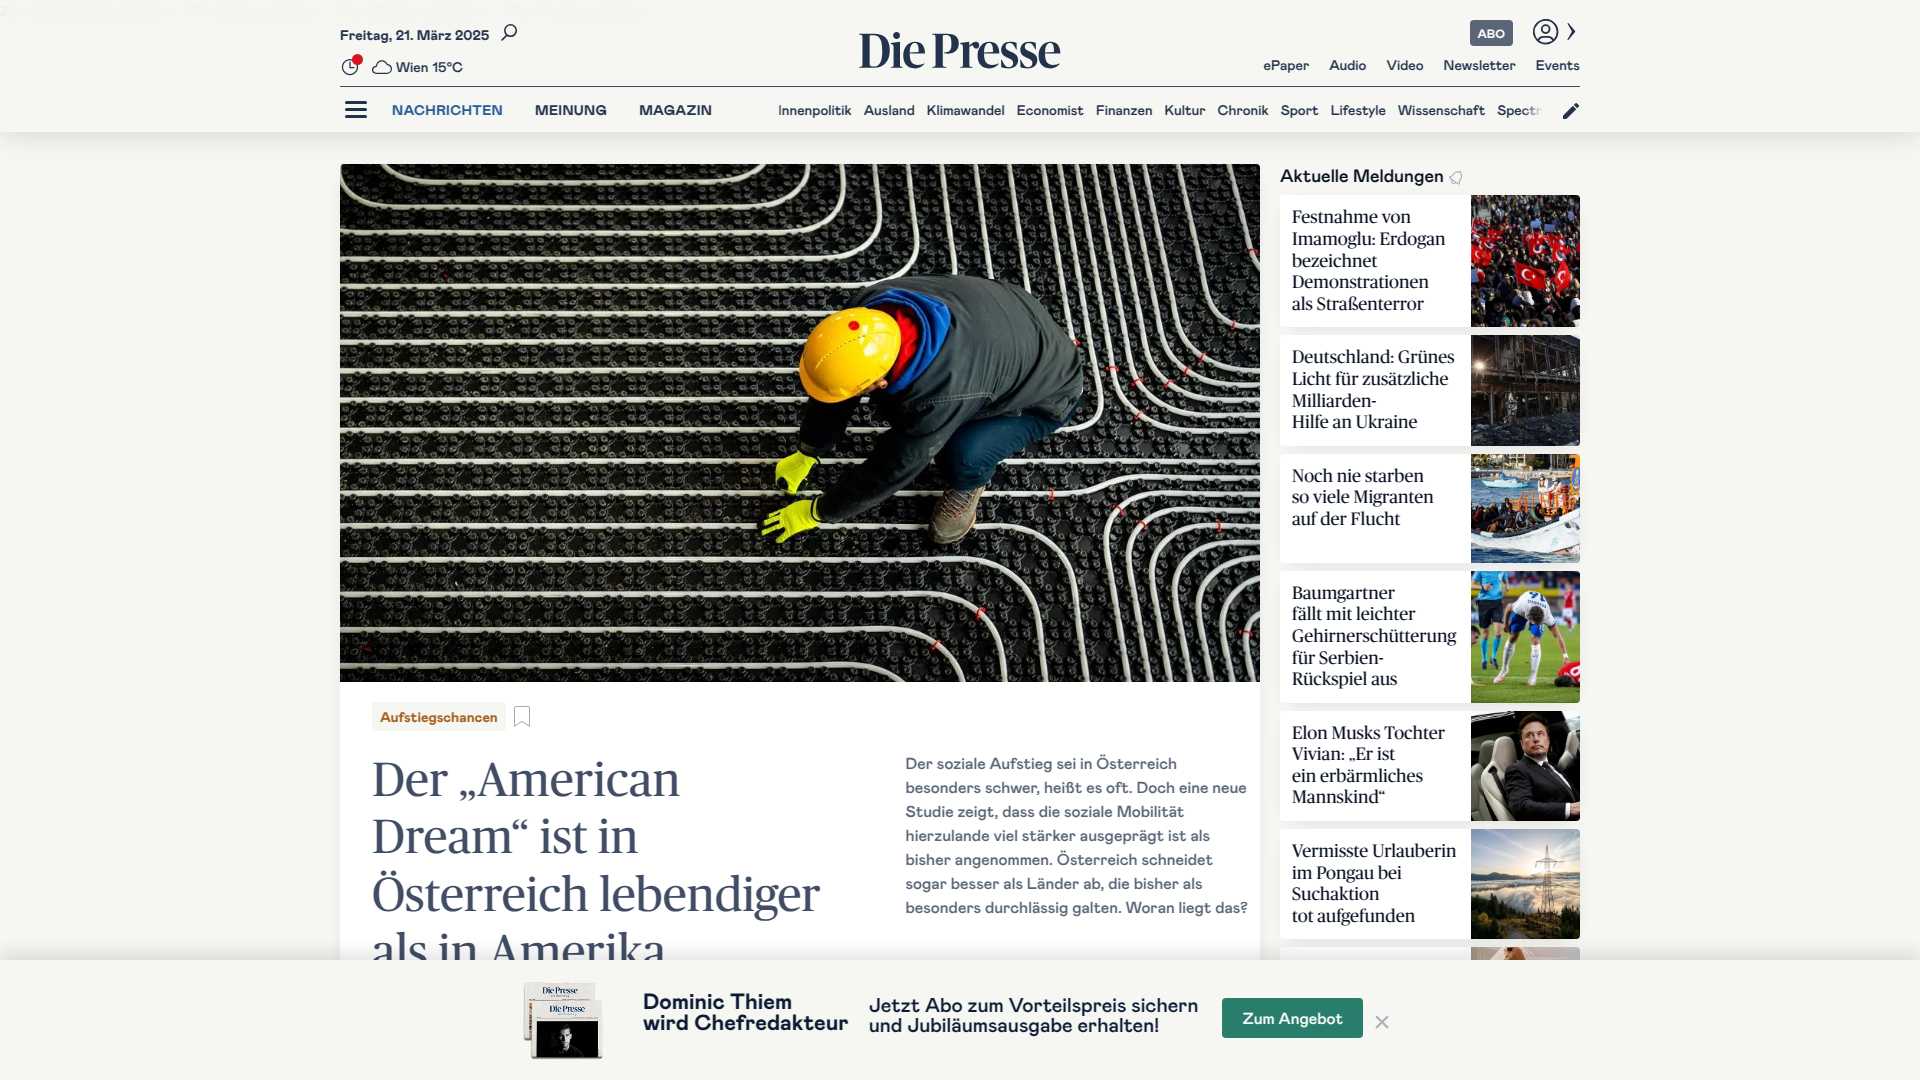 Freitag, 21. März 2025
Wien 15°C
Die Presse
ABO
ePaper Audio Video Newsletter Events
NACHRICHTEN MEINUNG MAGAZIN
Innenpolitik Ausland Klimawandel Economist Finanzen Kultur Chronik Sport Lifestyle Wissenschaft Spectr
Aufstiegschancen
Der „American
Dream“ ist in
Österreich lebendiger
als in Amerika
Der soziale Aufstieg sei in Österreich
besonders schwer, heißt es oft. Doch eine neue
Studie zeigt, dass die soziale Mobilität
hierzulande viel stärker ausgeprägt ist als
bisher angenommen. Österreich schneidet
sogar besser als Länder ab, die bisher als
besonders durchlässig galten. Woran liegt das?
Aktuelle Meldungen
Festnahme von
Imamoglu: Erdogan
bezeichnet
Demonstrationen
als Straßenterror
Deutschland: Grünes
Licht für zusätzliche
Milliarden-
Hilfe an Ukraine
Noch nie starben
so viele Migranten
auf der Flucht
Baumgartner
fällt mit leichter
Gehirnerschütterung
für Serbien-
Rückspiel aus
Elon Musks Tochter
Vivian: „Er ist
ein erbärmliches
Mannskind“
Vermisste Urlauberin
im Pongau bei
Suchaktion
tot aufgefunden
Die Presse
Die Presse
Dominic Thiem
wird Chefredakteur
Jetzt Abo zum Vorteilspreis sichern
und Jubiläumsausgabe erhalten!
Zum Angebot